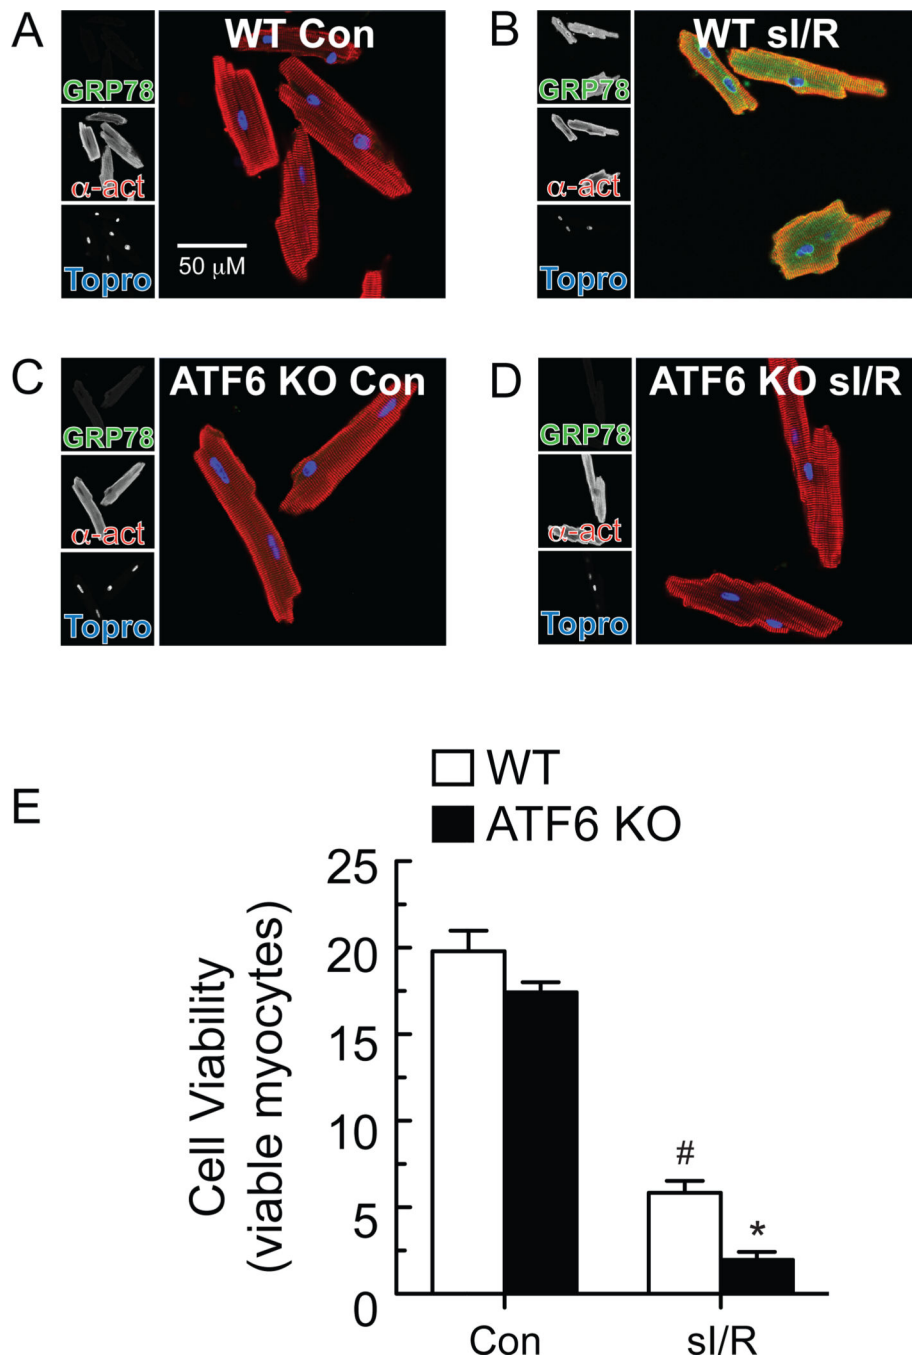 A
WT Con
GRP78
α-act
Topro
50 μM
B
WT sI/R
GRP78
α-act
Topro
C
ATF6 KO Con
GRP78
α-act
Topro
D
ATF6 KO sI/R
GRP78
α-act
Topro
E
WT
ATF6 KO
Cell Viability
(viable myocytes)
25
20
15
10
5
0
#
*
Con
sI/R